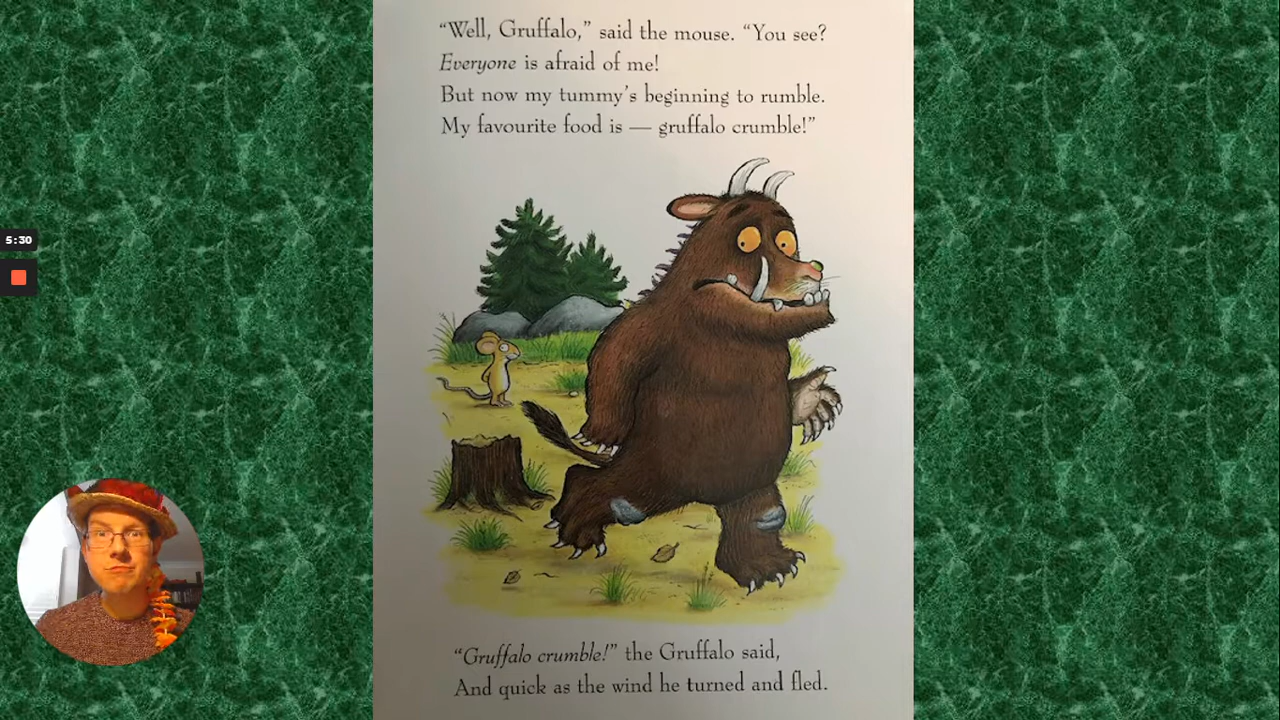 “Well, Gruffalo,” said the mouse. “You see?
Everyone is afraid of me!
But now my tummy’s beginning to rumble.
My favourite food is — gruffalo crumble!”
5:30
“Gruffalo crumble!” the Gruffalo said,
And quick as the wind he turned and fled.